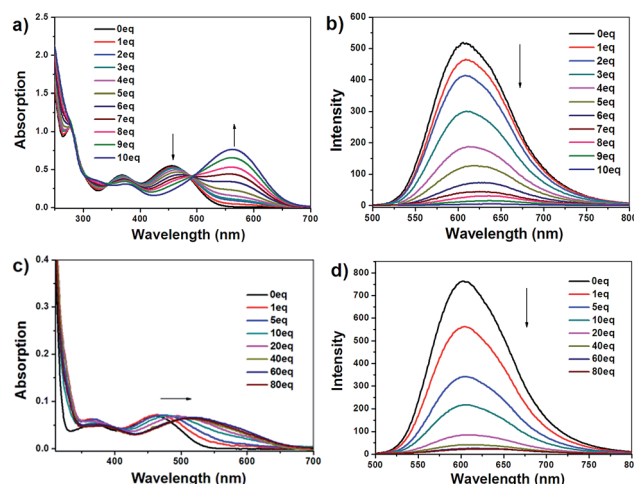 a)
2.5
2.0
1.5
1.0
0.5
0.0
Absorption
0eq
1eq
2eq
3eq
4eq
5eq
6eq
7eq
8eq
9eq
10eq
300 400 500 600 700
Wavelength (nm)
b)
600
500
400
300
200
100
0
Intensity
0eq
1eq
2eq
3eq
4eq
5eq
6eq
7eq
8eq
9eq
10eq
500 550 600 650 700 750 800
Wavelength (nm)
c)
0.4
0.3
0.2
0.1
0.0
Absorption
0eq
1eq
5eq
10eq
20eq
40eq
60eq
80eq
400 500 600 700
Wavelength (nm)
d)
800
700
600
500
400
300
200
100
0
Intensity
0eq
1eq
5eq
10eq
20eq
40eq
60eq
80eq
500 550 600 650 700 750 800
Wavelength (nm)